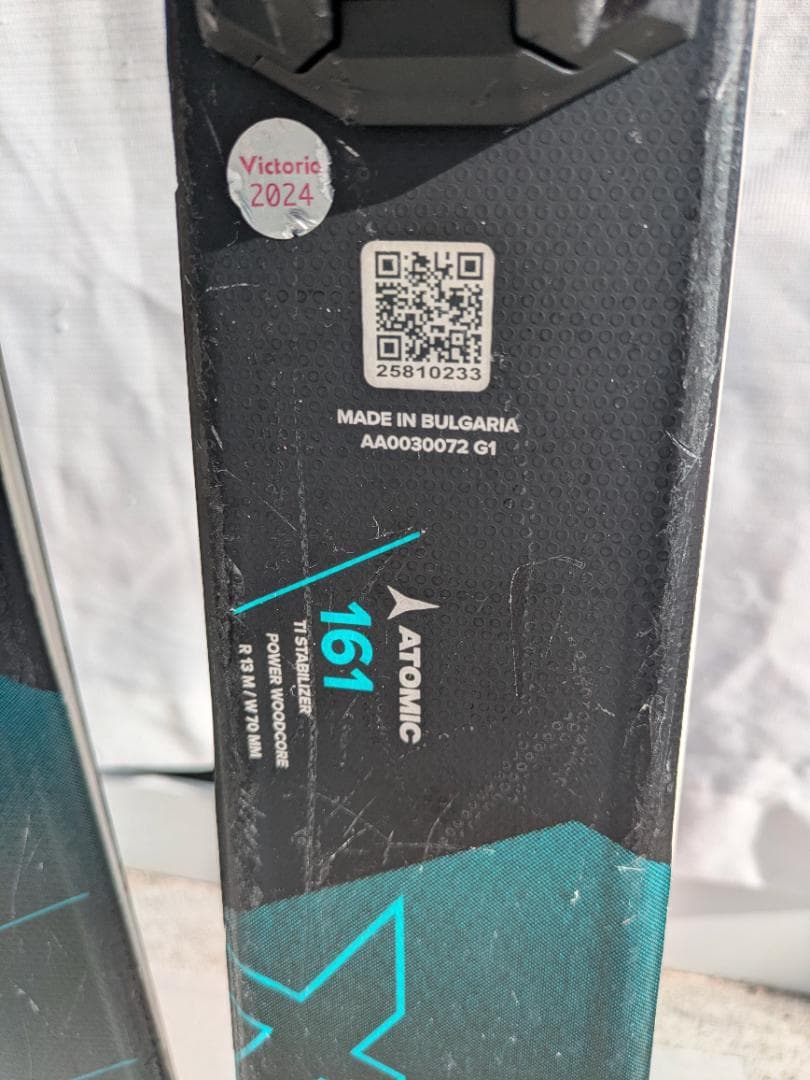 Victoria
2024
25810233
MADE IN BULGARIA
AA0030072 G1
ATOMIC
161
TI STABILIZER
POWER WOODCORE
R 13 M / W 70 MM
X